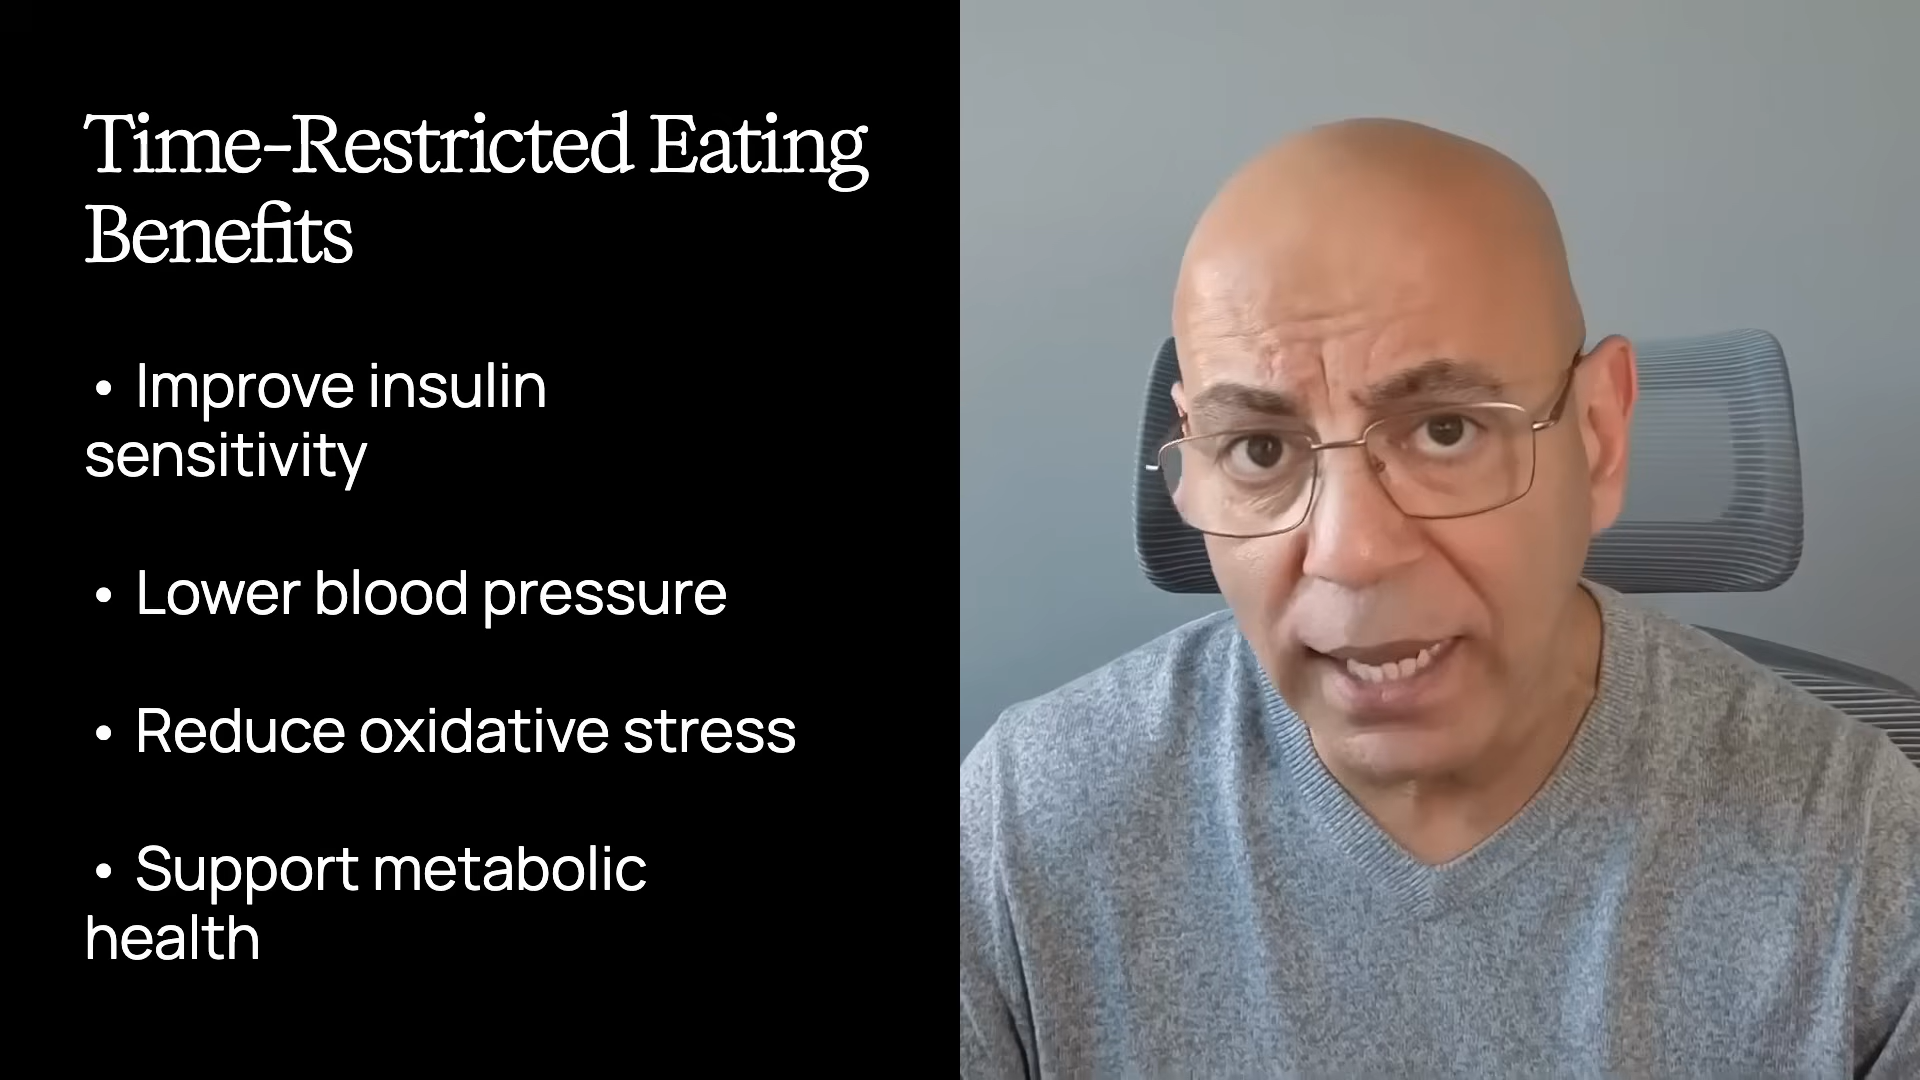 Time-Restricted Eating
Benefits
• Improve insulin
sensitivity
• Lower blood pressure
• Reduce oxidative stress
• Support metabolic
health